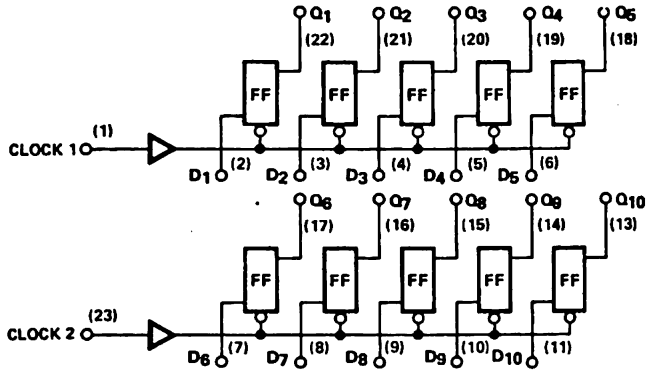 Q1 Q2 Q3 Q4 Q5
(22) (21) (20) (19) (18)
FF FF FF FF FF
(1)
CLOCK 1
(2) (3) (4) (5) (6)
D1 D2 D3 D4 D5
Q6 Q7 Q8 Q9 Q10
(17) (16) (15) (14) (13)
FF FF FF FF FF
(23)
CLOCK 2
(7) (8) (9) (10) (11)
D6 D7 D8 D9 D10